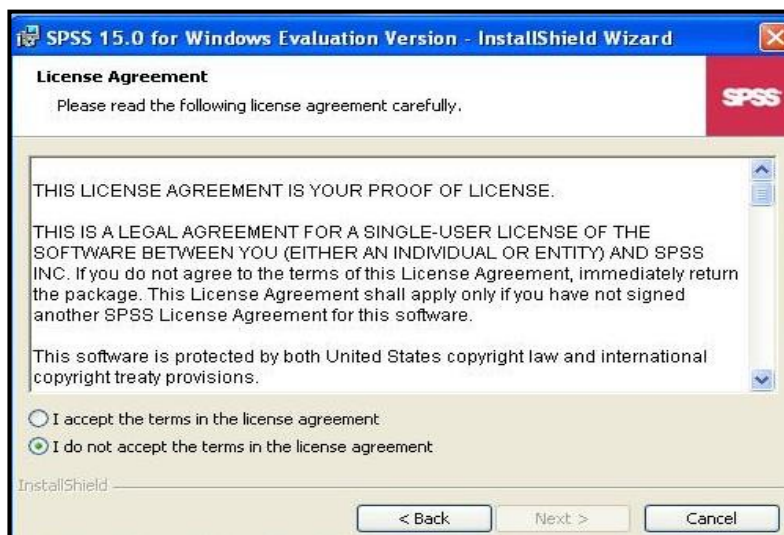 SPSS 15.0 for Windows Evaluation Version - InstallShield Wizard
License Agreement
Please read the following license agreement carefully.
SPSS
THIS LICENSE AGREEMENT IS YOUR PROOF OF LICENSE.
THIS IS A LEGAL AGREEMENT FOR A SINGLE-USER LICENSE OF THE
SOFTWARE BETWEEN YOU (EITHER AN INDIVIDUAL OR ENTITY) AND SPSS
INC. If you do not agree to the terms of this License Agreement, immediately return
the package. This License Agreement shall apply only if you have not signed
another SPSS License Agreement for this software.
This software is protected by both United States copyright law and international
copyright treaty provisions.
I accept the terms in the license agreement
I do not accept the terms in the license agreement
InstallShield
< Back Next > Cancel